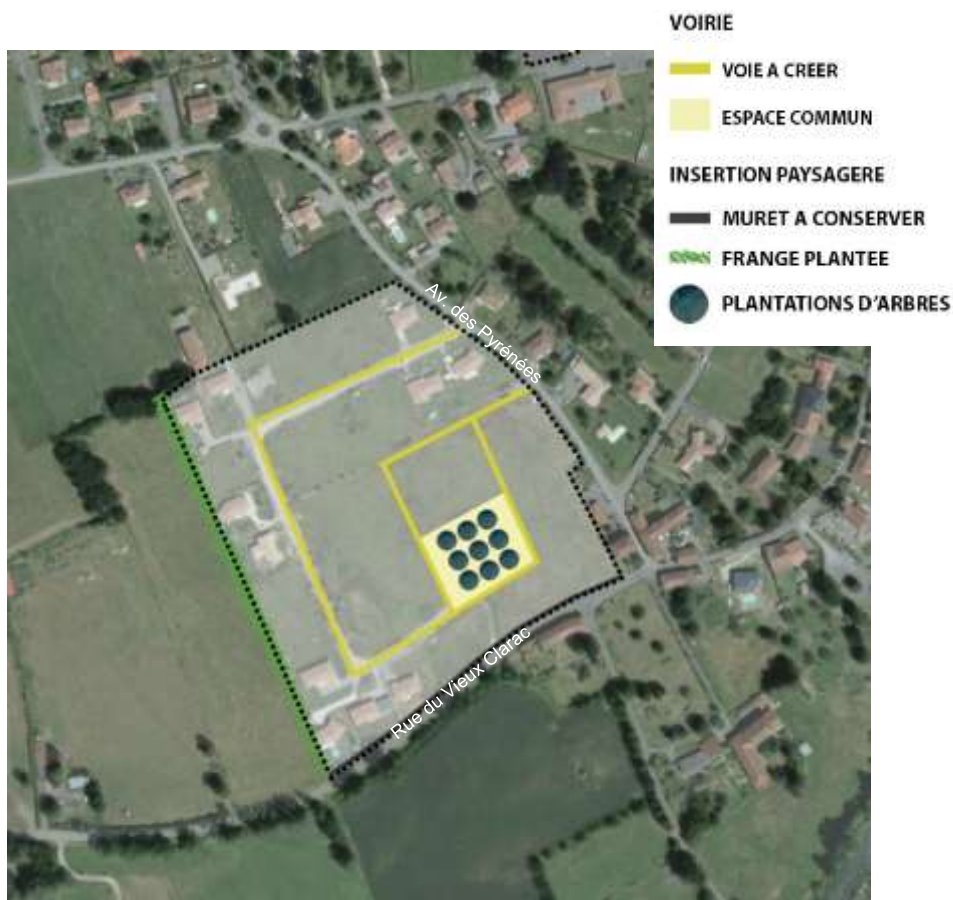 VOIRIE
VOIE A CREER
ESPACE COMMUN
INSERTION PAYSAGERE
MURET A CONSERVER
FRANGE PLANTEE
PLANTATIONS D'ARBRES
Av. des Pyrénées
Rue du Vieux Clarac